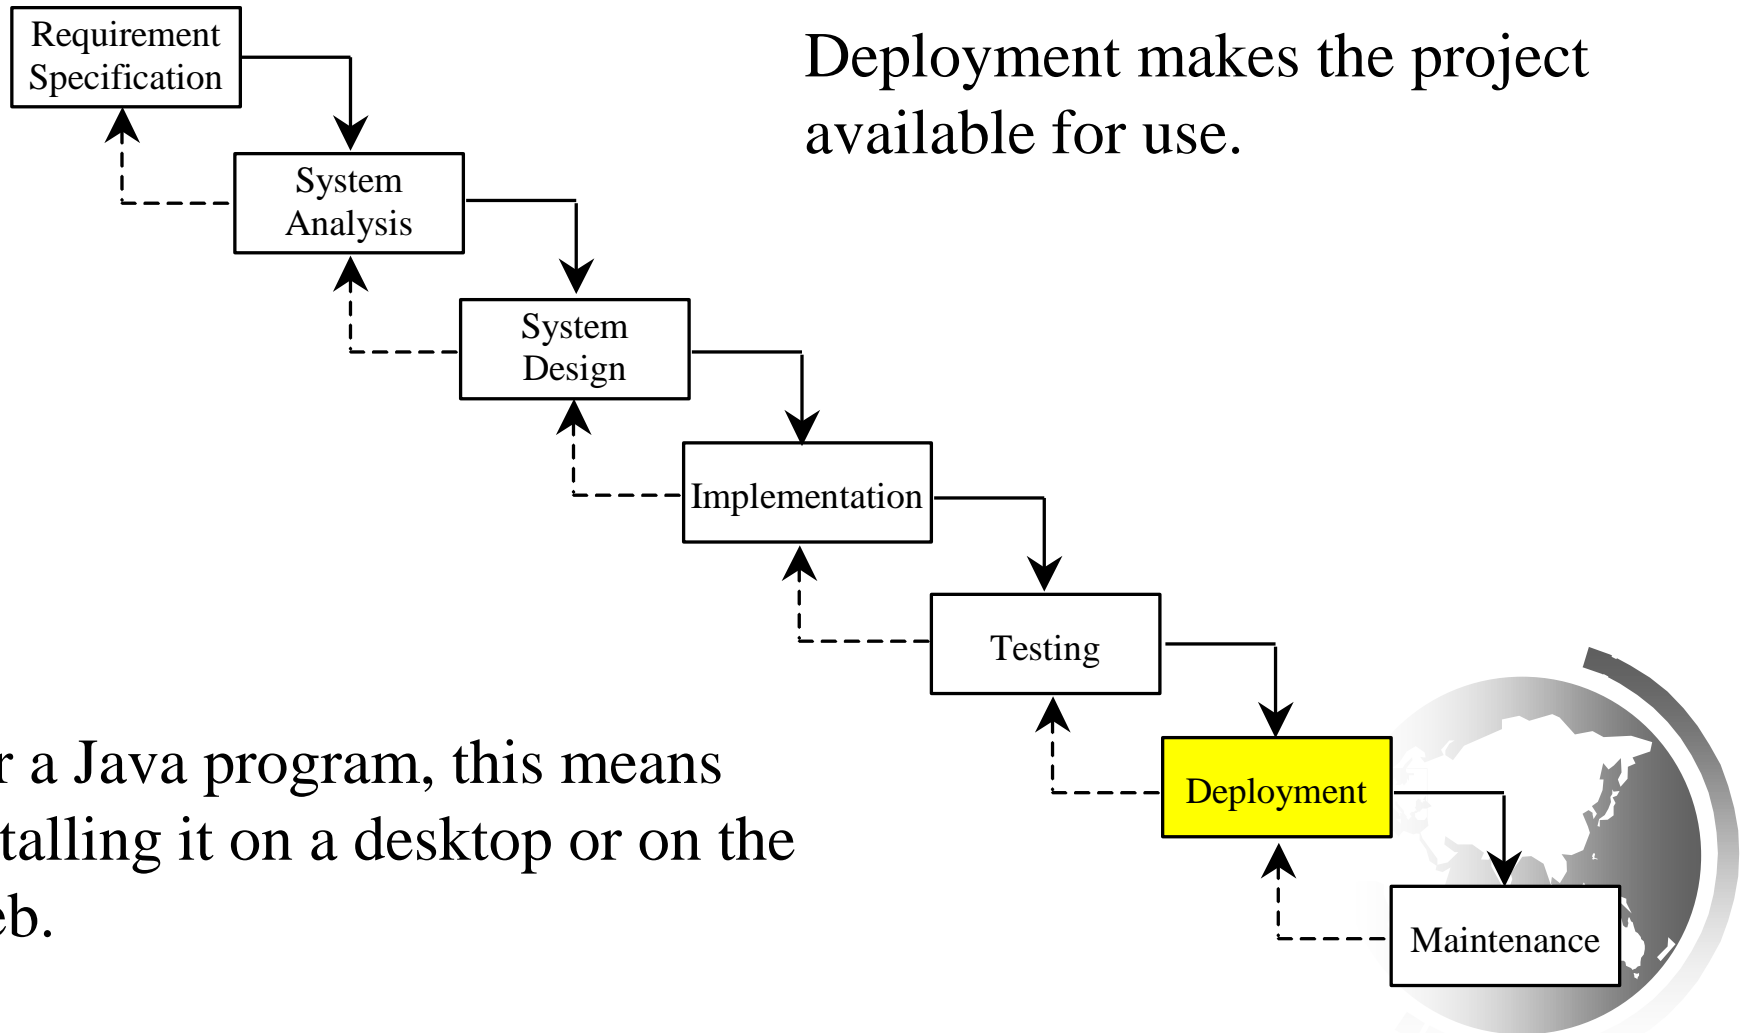 Requirement
Specification
Deployment makes the project
available for use.
System
Analysis
System
Design
Implementation
Testing
r a Java program, this means
talling it on a desktop or on the
eb.
Deployment
Maintenance